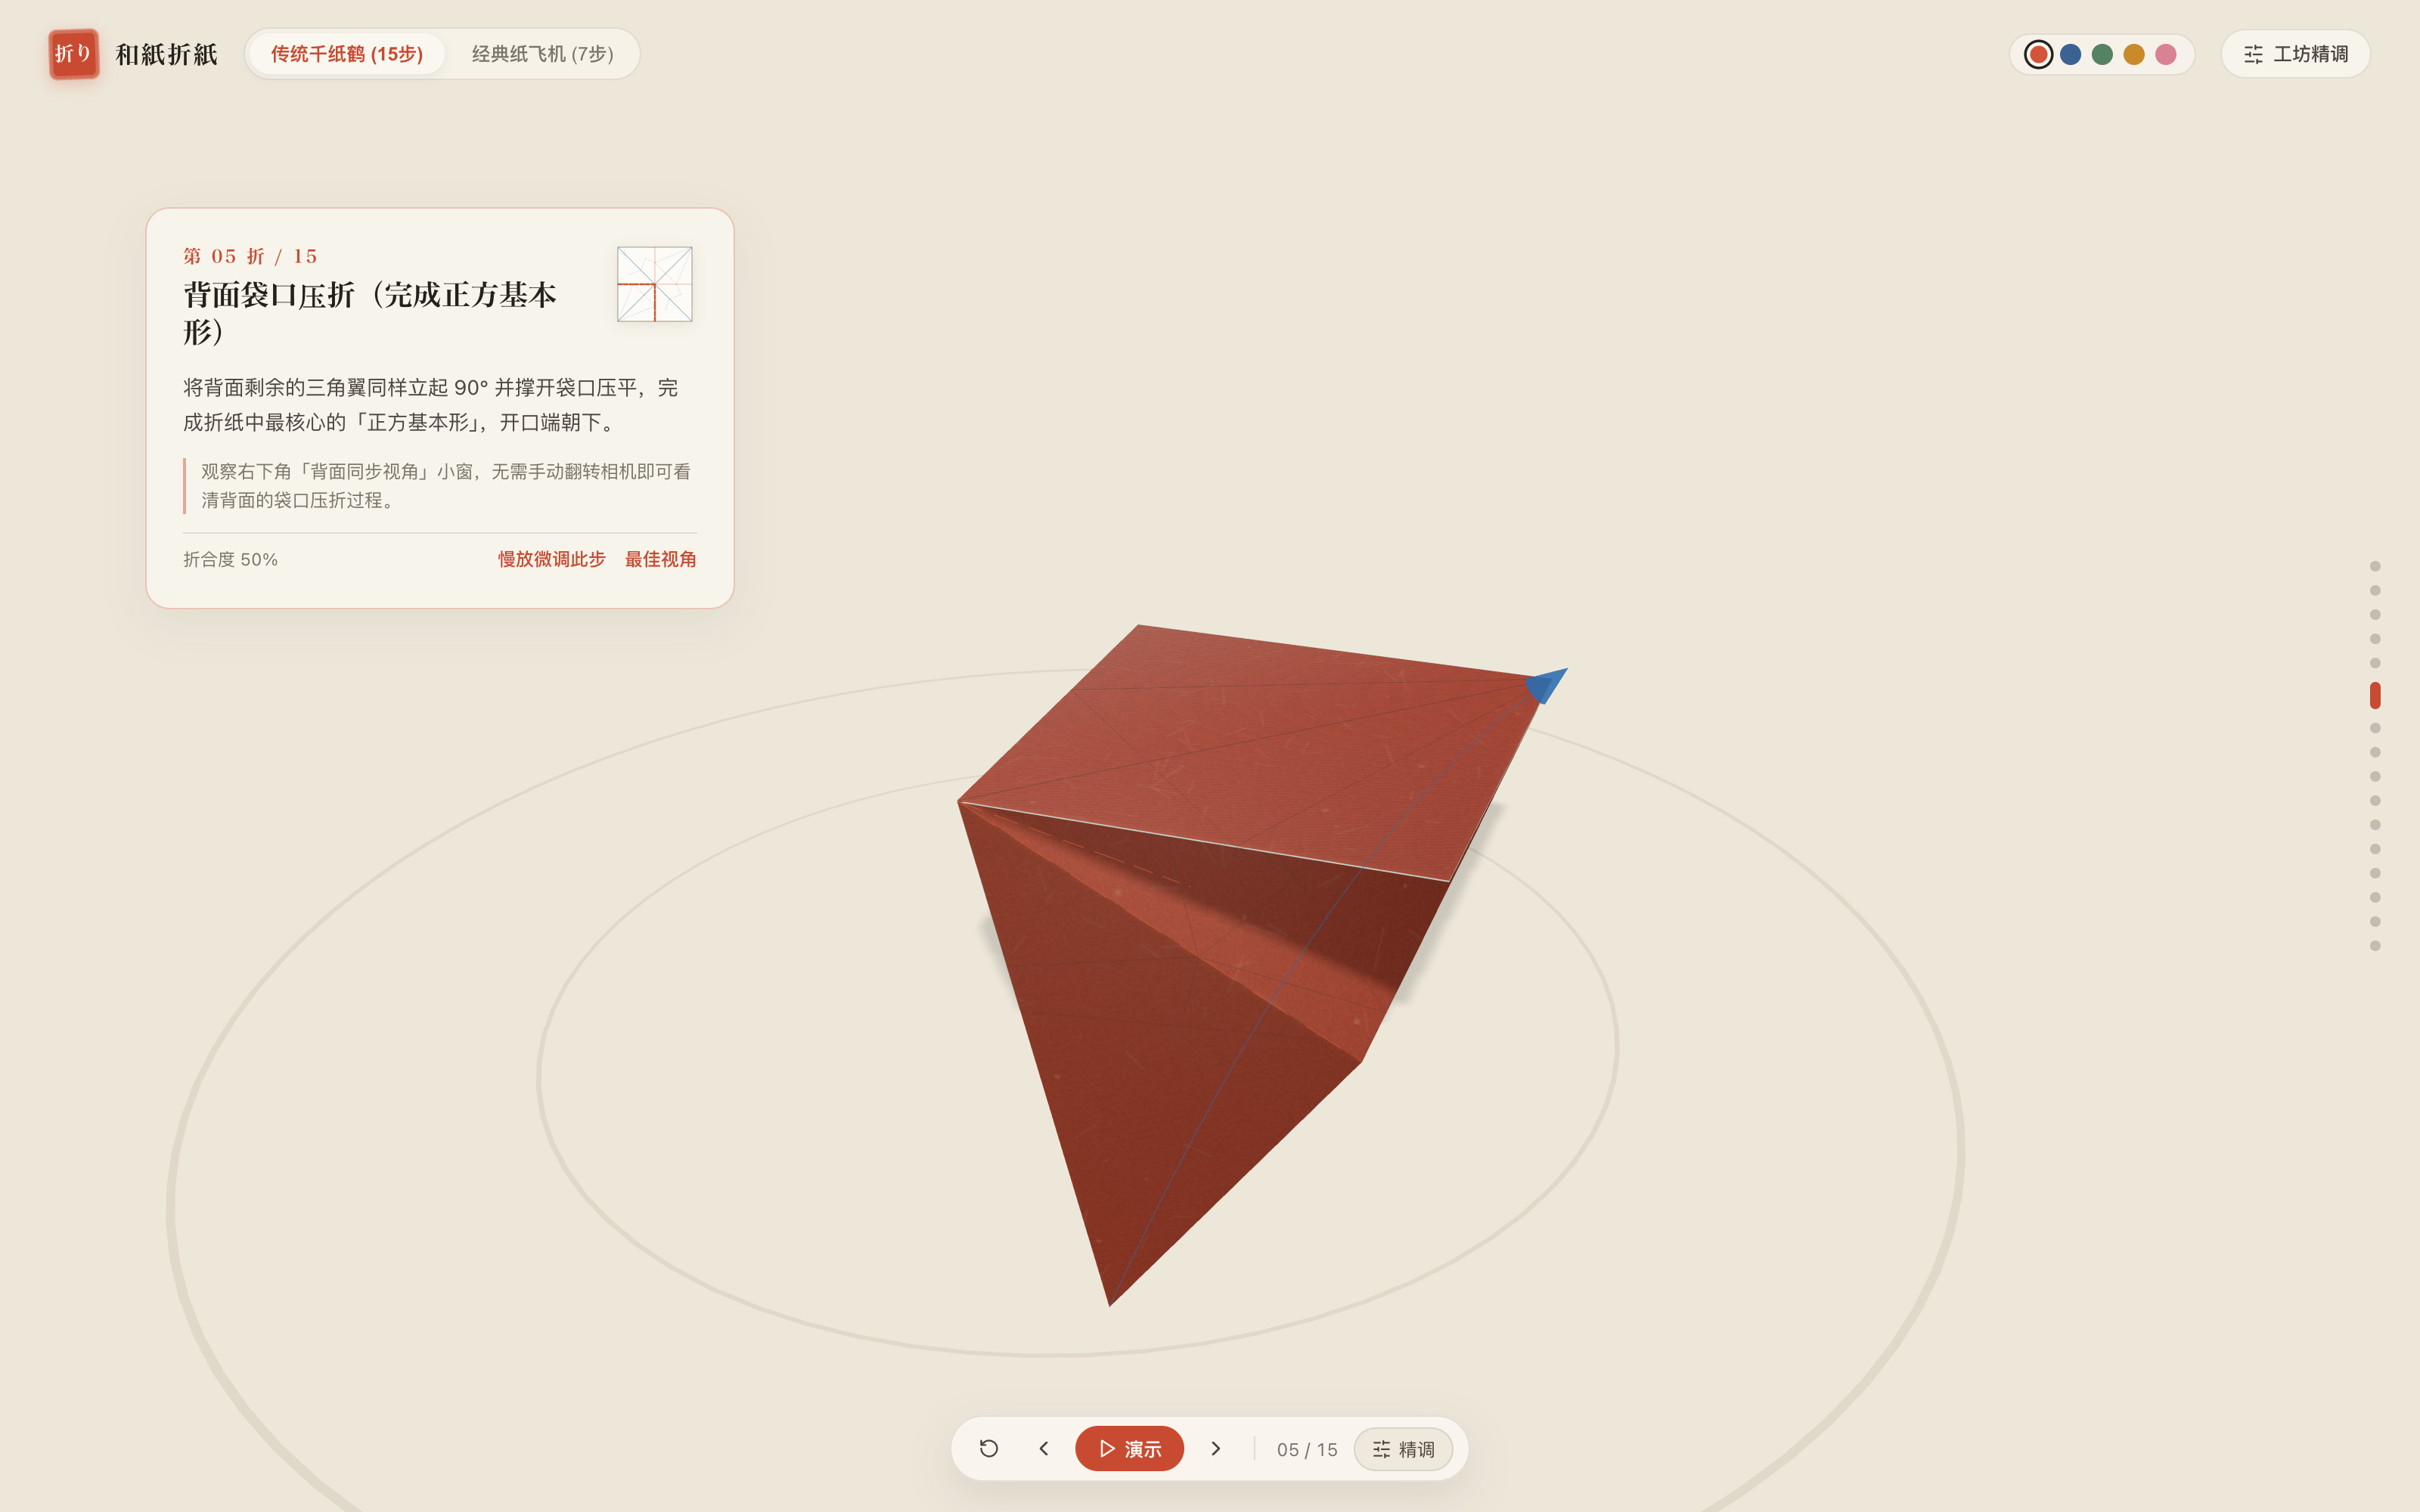 折り
和紙折紙
传统千纸鹤 (15步)
经典纸飞机 (7步)
工坊精调
第 05 折 / 15
背面袋口压折（完成正方基本
形）
将背面剩余的三角翼同样立起 90° 并撑开袋口压平，完
成折纸中最核心的「正方基本形」，开口端朝下。
观察右下角「背面同步视角」小窗，无需手动翻转相机即可看
清背面的袋口压折过程。
折合度 50%
慢放微调此步
最佳视角
演示
05 / 15
精调